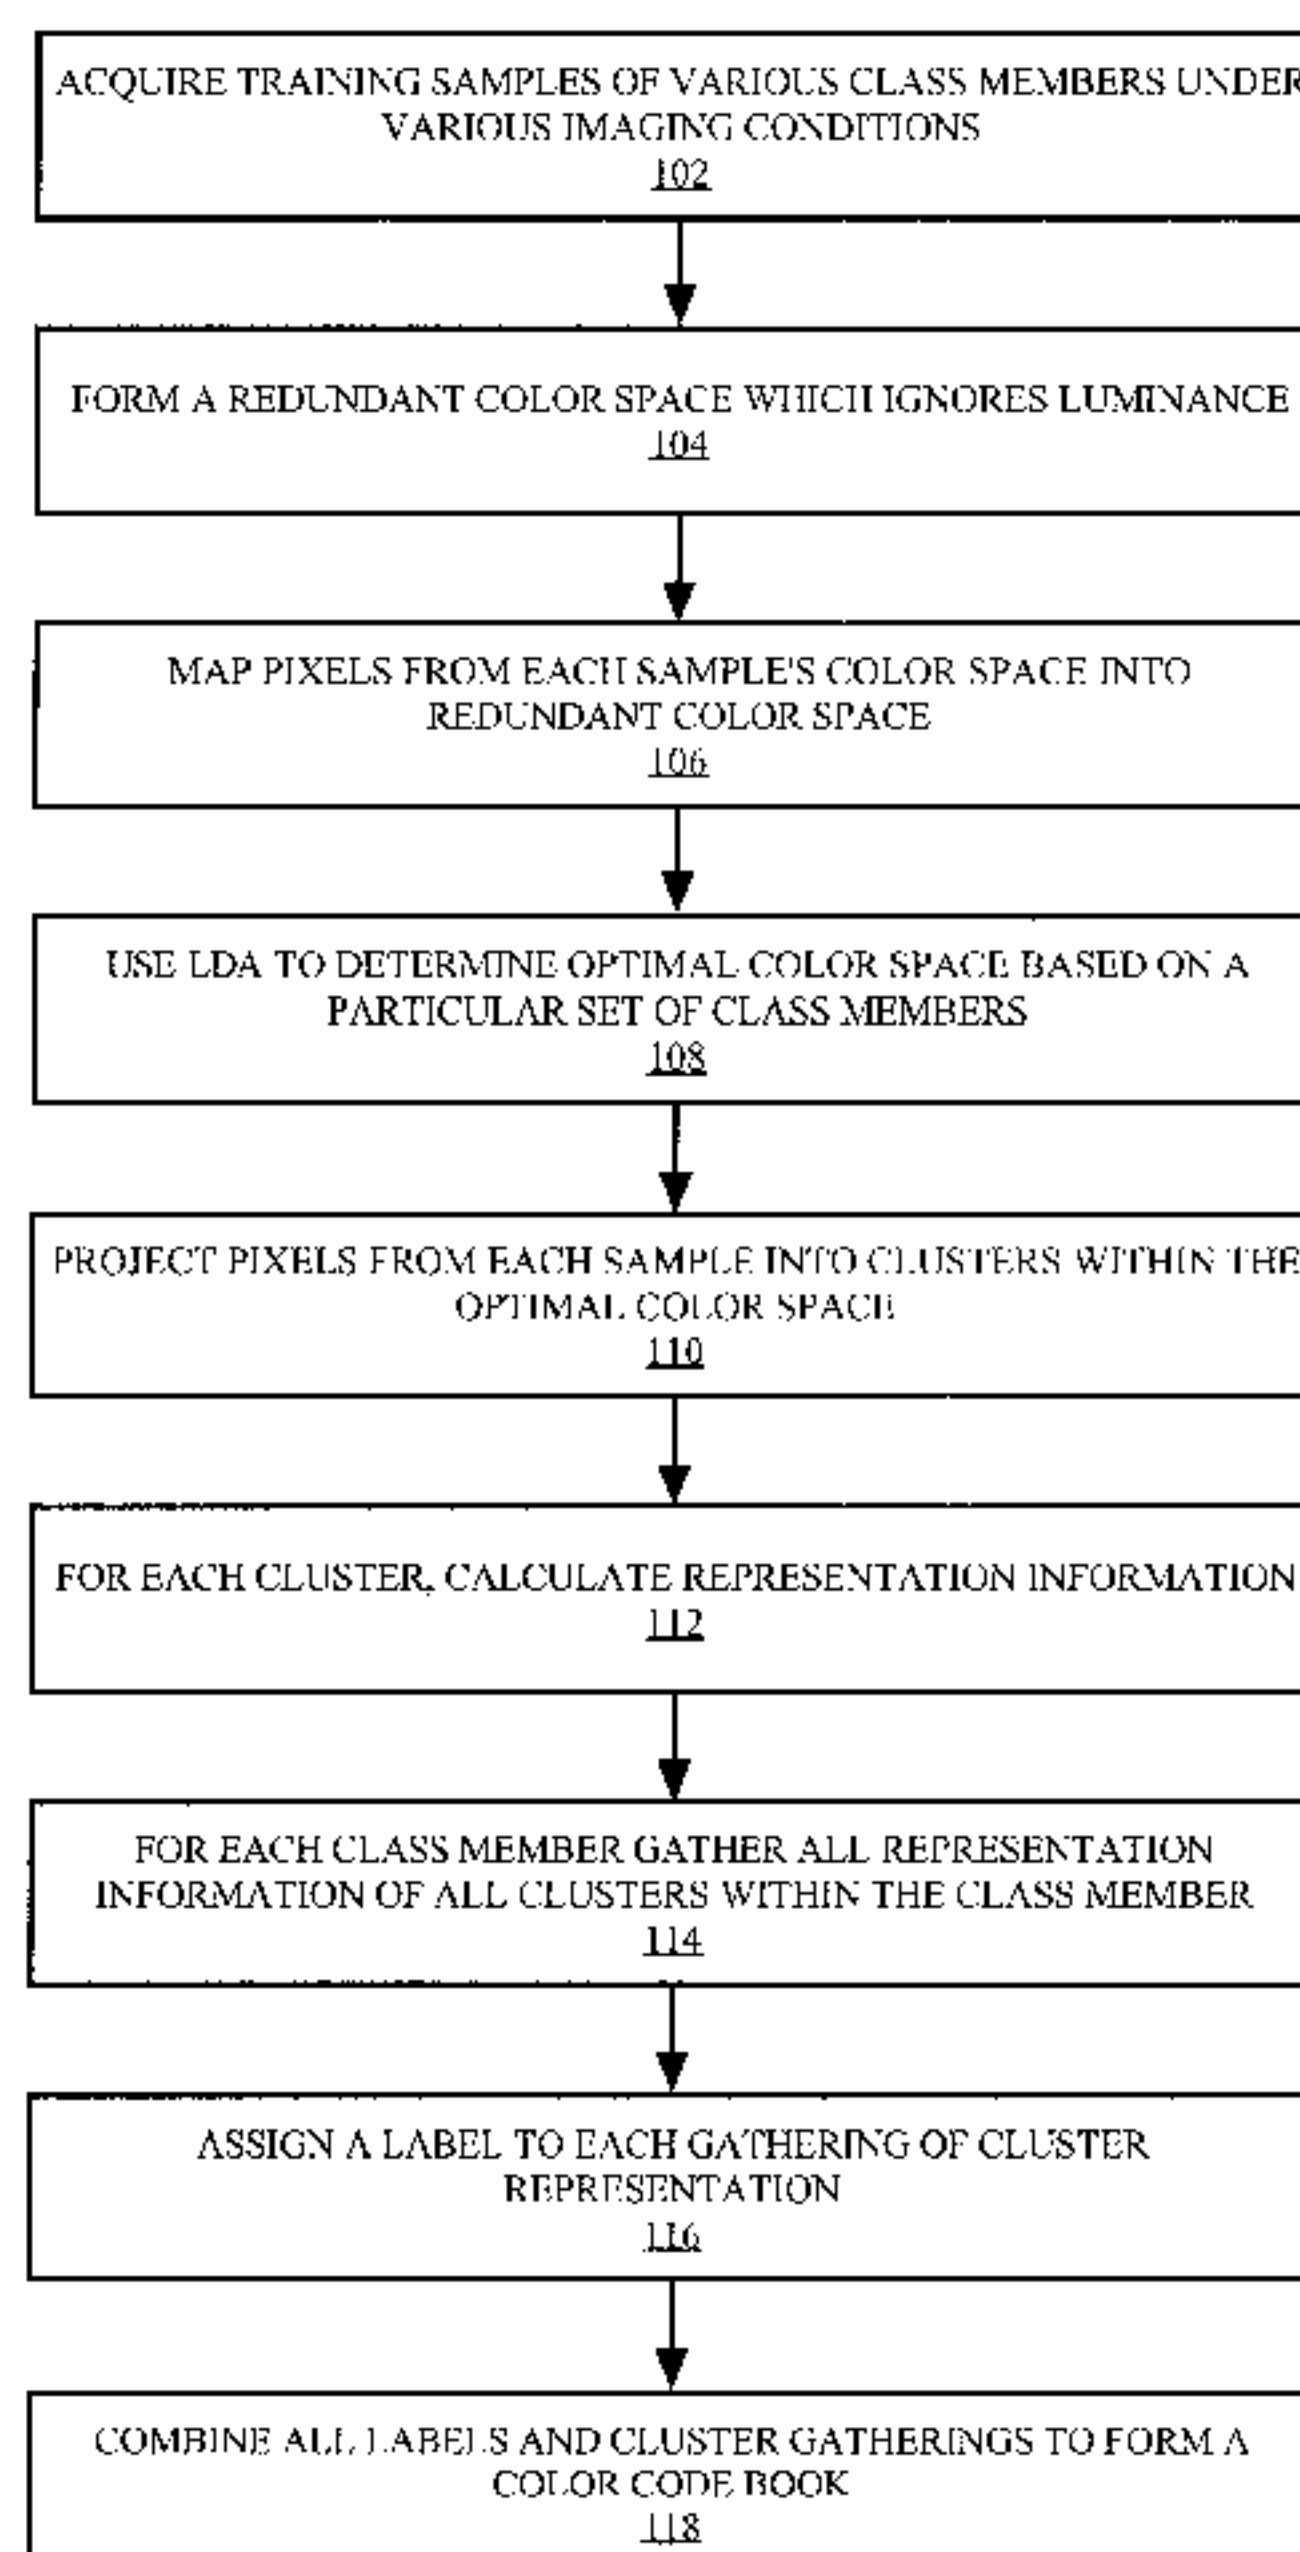 ACQUIRE TRAINING SAMPLES OF VARIOUS CLASS MEMBERS UNDER
VARIOUS IMAGING CONDITIONS
102
FORM A REDUNDANT COLOR SPACE WHICH IGNORES LUMINANCE
104
MAP PIXELS FROM EACH SAMPLE'S COLOR SPACE INTO
REDUNDANT COLOR SPACE
106
USE LDA TO DETERMINE OPTIMAL COLOR SPACE BASED ON A
PARTICULAR SET OF CLASS MEMBERS
108
PROJECT PIXELS FROM EACH SAMPLE INTO CLUSTERS WITHIN THE
OPTIMAL COLOR SPACE
110
FOR EACH CLUSTER, CALCULATE REPRESENTATION INFORMATION
112
FOR EACH CLASS MEMBER GATHER ALL REPRESENTATION
INFORMATION OF ALL CLUSTERS WITHIN THE CLASS MEMBER
114
ASSIGN A LABEL TO EACH GATHERING OF CLUSTER
REPRESENTATION
116
COMBINE ALL LABELS AND CLUSTER GATHERINGS TO FORM A
COLOR CODE BOOK
118